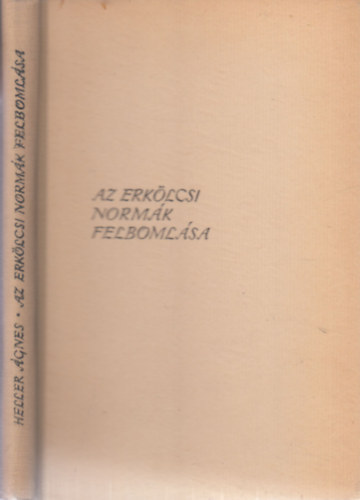 HELLER ÁGNES • AZ ERKÖLCSI NORMÁK FELBOMLÁSA
AZ ERKÖLCSI
NORMÁK
FELBOMLÁSA